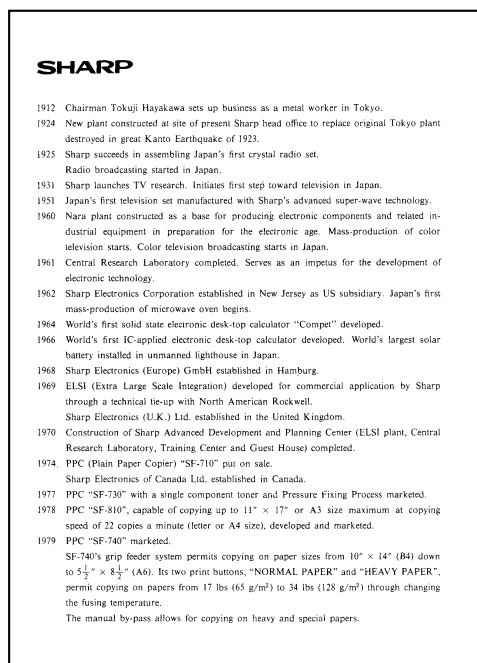 SHARP
1912 Chairman Tokuji Hayakawa sets up business as a metal worker in Tokyo.
1924 New plant constructed at site of present Sharp head office to replace original Tokyo plant
destroyed in great Kanto Earthquake of 1923.
1925 Sharp succeeds in assembling Japan's first crystal radio set.
Radio broadcasting started in Japan.
1931 Sharp launches TV research. Initiates first step toward television in Japan.
1951 Japan's first television set manufactured with Sharp's advanced super-wave technology.
1960 Nara plant constructed as a base for producing electronic components and related in-
dustrial equipment in preparation for the electronic age. Mass-production of color
television starts. Color television broadcasting starts in Japan.
1961 Central Research Laboratory completed. Serves as an impetus for the development of
electronic technology.
1962 Sharp Electronics Corporation established in New Jersey as US subsidiary. Japan's first
mass-production of microwave oven begins.
1964 World's first solid state electronic desk-top calculator "Compet" developed.
1966 World's first IC-applied electronic desk-top calculator developed. World's largest solar
battery installed in unmanned lighthouse in Japan.
1968 Sharp Electronics (Europe) GmbH established in Hamburg.
1969 ELSI (Extra Large Scale Integration) developed for commercial application by Sharp
through a technical tie-up with North American Rockwell.
Sharp Electronics (U.K.) Ltd. established in the United Kingdom.
1970 Construction of Sharp Advanced Development and Planning Center (ELSI plant, Central
Research Laboratory, Training Center and Guest House) completed.
1974. PPC (Plain Paper Copier) "SF-710" put on sale.
Sharp Electronics of Canada Ltd. established in Canada.
1977 PPC "SF-730" with a single component toner and Pressure Fixing Process marketed.
1978 PPC "SF-810", capable of copying up to 11" × 17" or A3 size maximum at copying
speed of 22 copies a minute (letter or A4 size), developed and marketed.
1979 PPC "SF-740" marketed.
SF-740's grip feeder system permits copying on paper sizes from 10" × 14" (B4) down
to 5 1/2" × 8 1/2" (A6). Its two print buttons, "NORMAL PAPER" and "HEAVY PAPER",
permit copying on papers from 17 lbs (65 g/m²) to 34 lbs (128 g/m²) through changing
the fusing temperature.
The manual by-pass allows for copying on heavy and special papers.